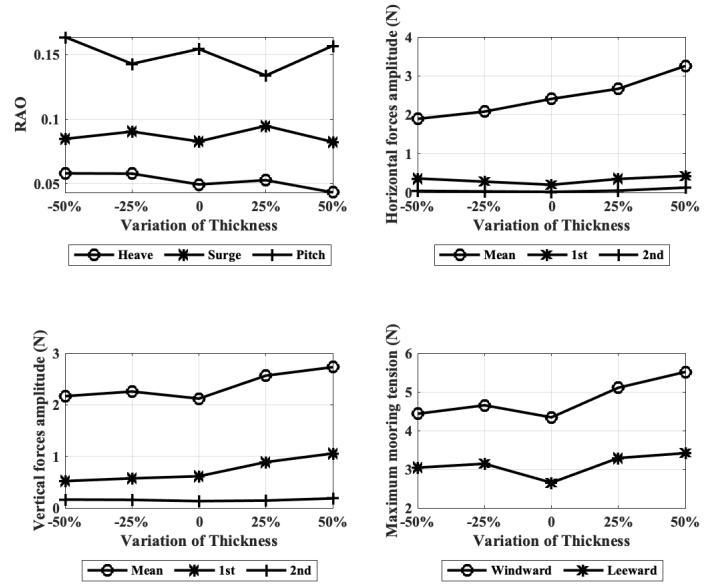 RAO
0.15
0.1
0.05
-50% -25% 0 25% 50%
Variation of Thickness
Heave Surge Pitch
Horizontal forces amplitude (N)
4
3
2
1
0
-50% -25% 0 25% 50%
Variation of Thickness
Mean 1st 2nd
Vertical forces amplitude (N)
3
2
1
0
-50% -25% 0 25% 50%
Variation of Thickness
Mean 1st 2nd
Maximum mooring tension (N)
6
5
4
3
2
-50% -25% 0 25% 50%
Variation of Thickness
Windward Leeward